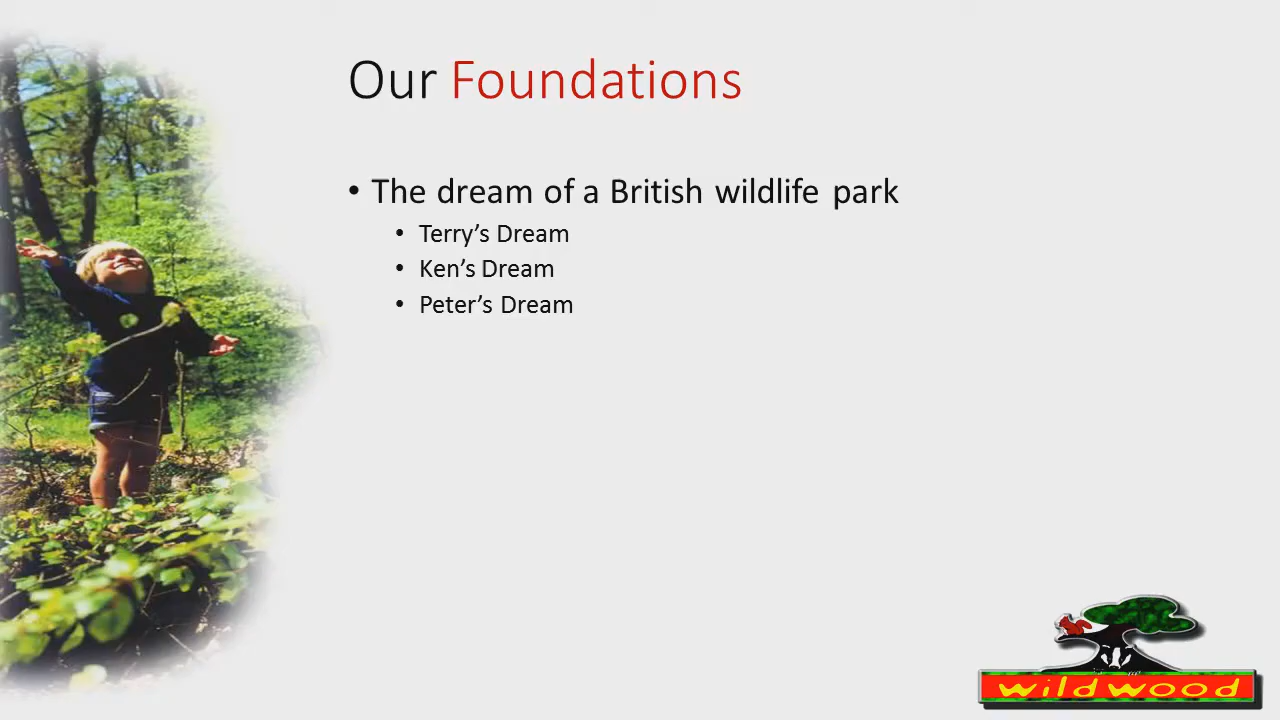 Our Foundations
• The dream of a British wildlife park
• Terry's Dream
• Ken's Dream
• Peter's Dream
wildwood